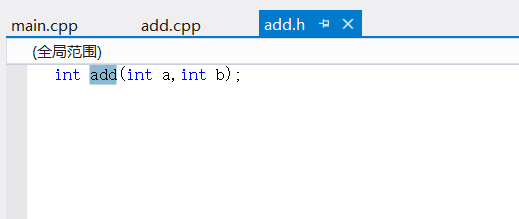 main.cpp add.cpp add.h
(全局范围)
int add(int a,int b);